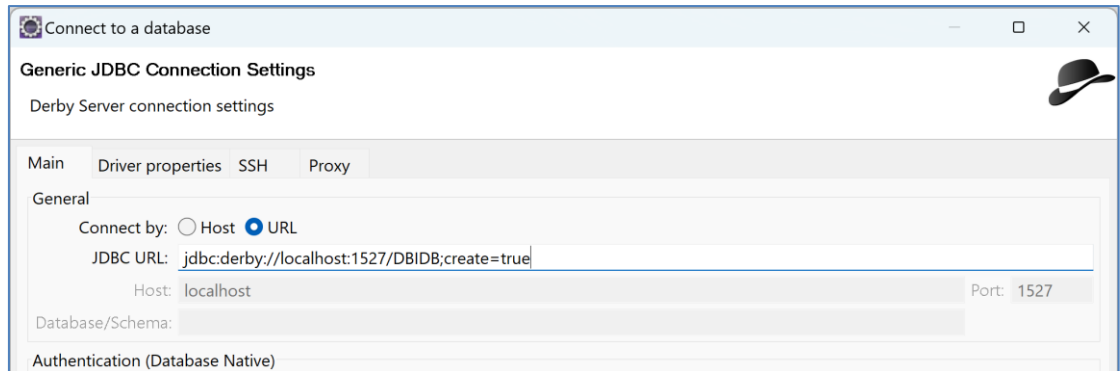 Connect to a database
Generic JDBC Connection Settings
Derby Server connection settings
Main Driver properties SSH Proxy
General
Connect by: Host URL
JDBC URL: jdbc:derby://localhost:1527/DBIDB;create=true
Host: localhost Port: 1527
Database/Schema:
Authentication (Database Native)